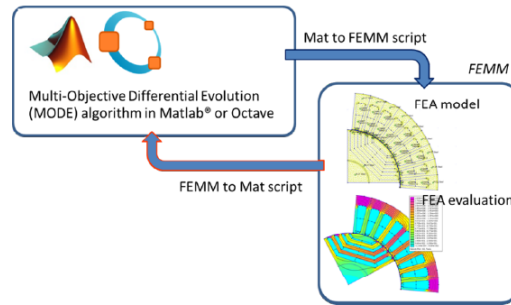 Mat to FEMM script
FEMM
Multi-Objective Differential Evolution
(MODE) algorithm in Matlab® or Octave
FEA model
FEMM to Mat script
FEA evaluation